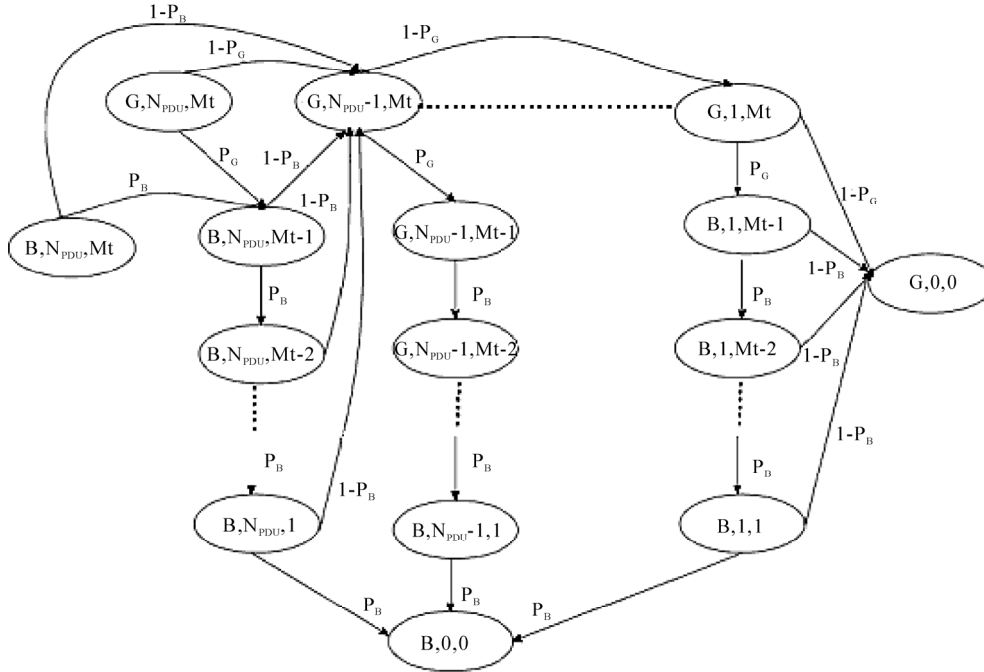 1-P_B
1-P_G
1-P_G
G,N_PDU,Mt
G,N_PDU-1,Mt
G,1,Mt
P_G
1-P_B
P_G
P_G
1-P_G
P_B
1-P_B
B,N_PDU,Mt
B,N_PDU,Mt-1
G,N_PDU-1,Mt-1
B,1,Mt-1
1-P_B
G,0,0
P_B
P_B
P_B
B,N_PDU,Mt-2
G,N_PDU-1,Mt-2
B,1,Mt-2
1-P_B
1-P_B
P_B
P_B
P_B
1-P_B
B,N_PDU,1
B,N_PDU-1,1
B,1,1
P_B
P_B
P_B
B,0,0